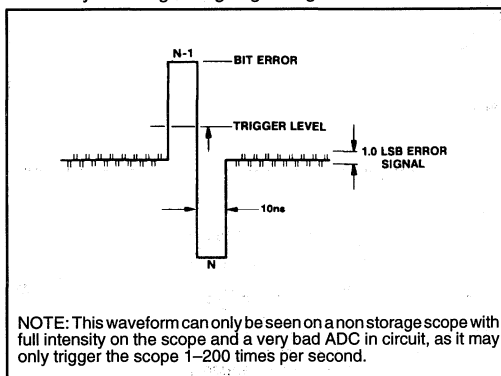 N-1
BIT ERROR
TRIGGER LEVEL
1.0 LSB ERROR
SIGNAL
10ns
N
NOTE: This waveform can only be seen on a non storage scope with
full intensity on the scope and a very bad ADC in circuit, as it may
only trigger the scope 1–200 times per second.